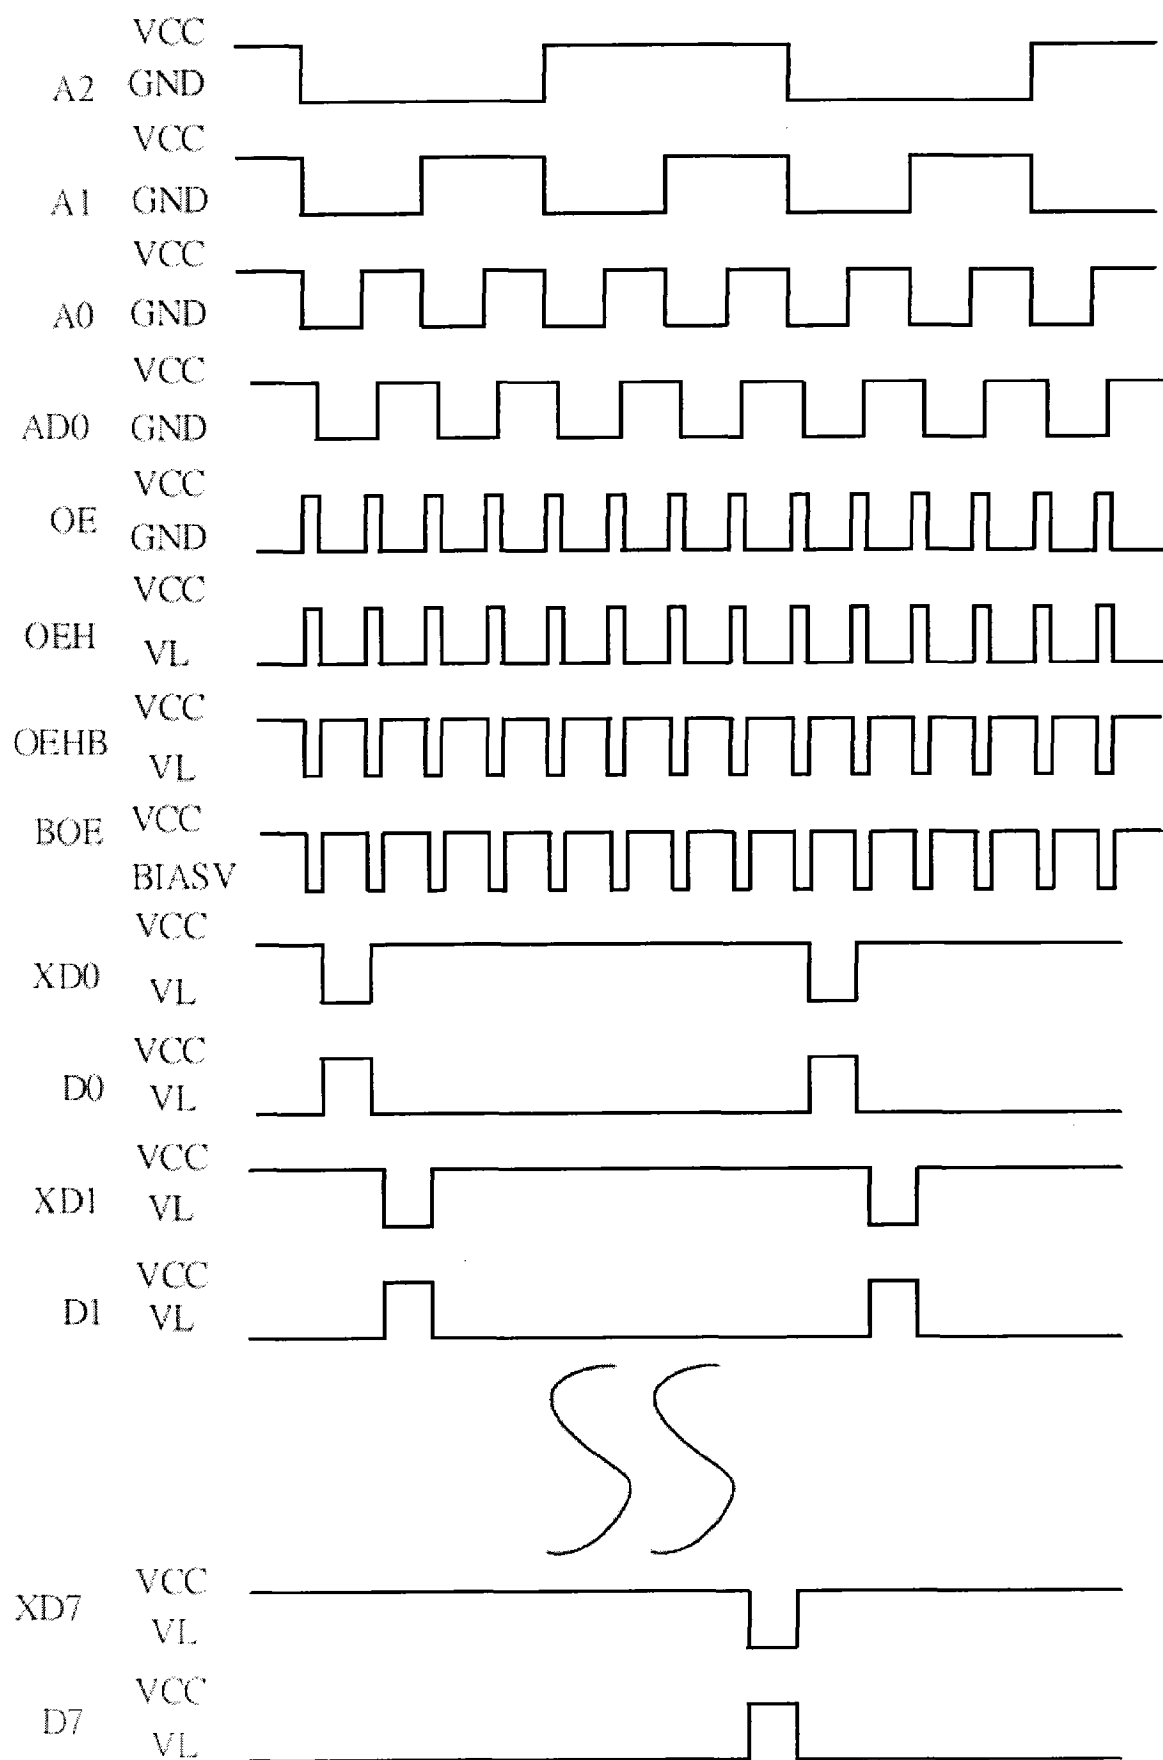 VCC
A2 GND
VCC
A1 GND
VCC
A0 GND
VCC
AD0 GND
VCC
OE GND
VCC
OEH VL
VCC
OEHB VL
BOE VCC
BIASV
VCC
XD0 VL
VCC
D0 VL
VCC
XD1 VL
VCC
D1 VL
VCC
XD7 VL
VCC
D7 VL